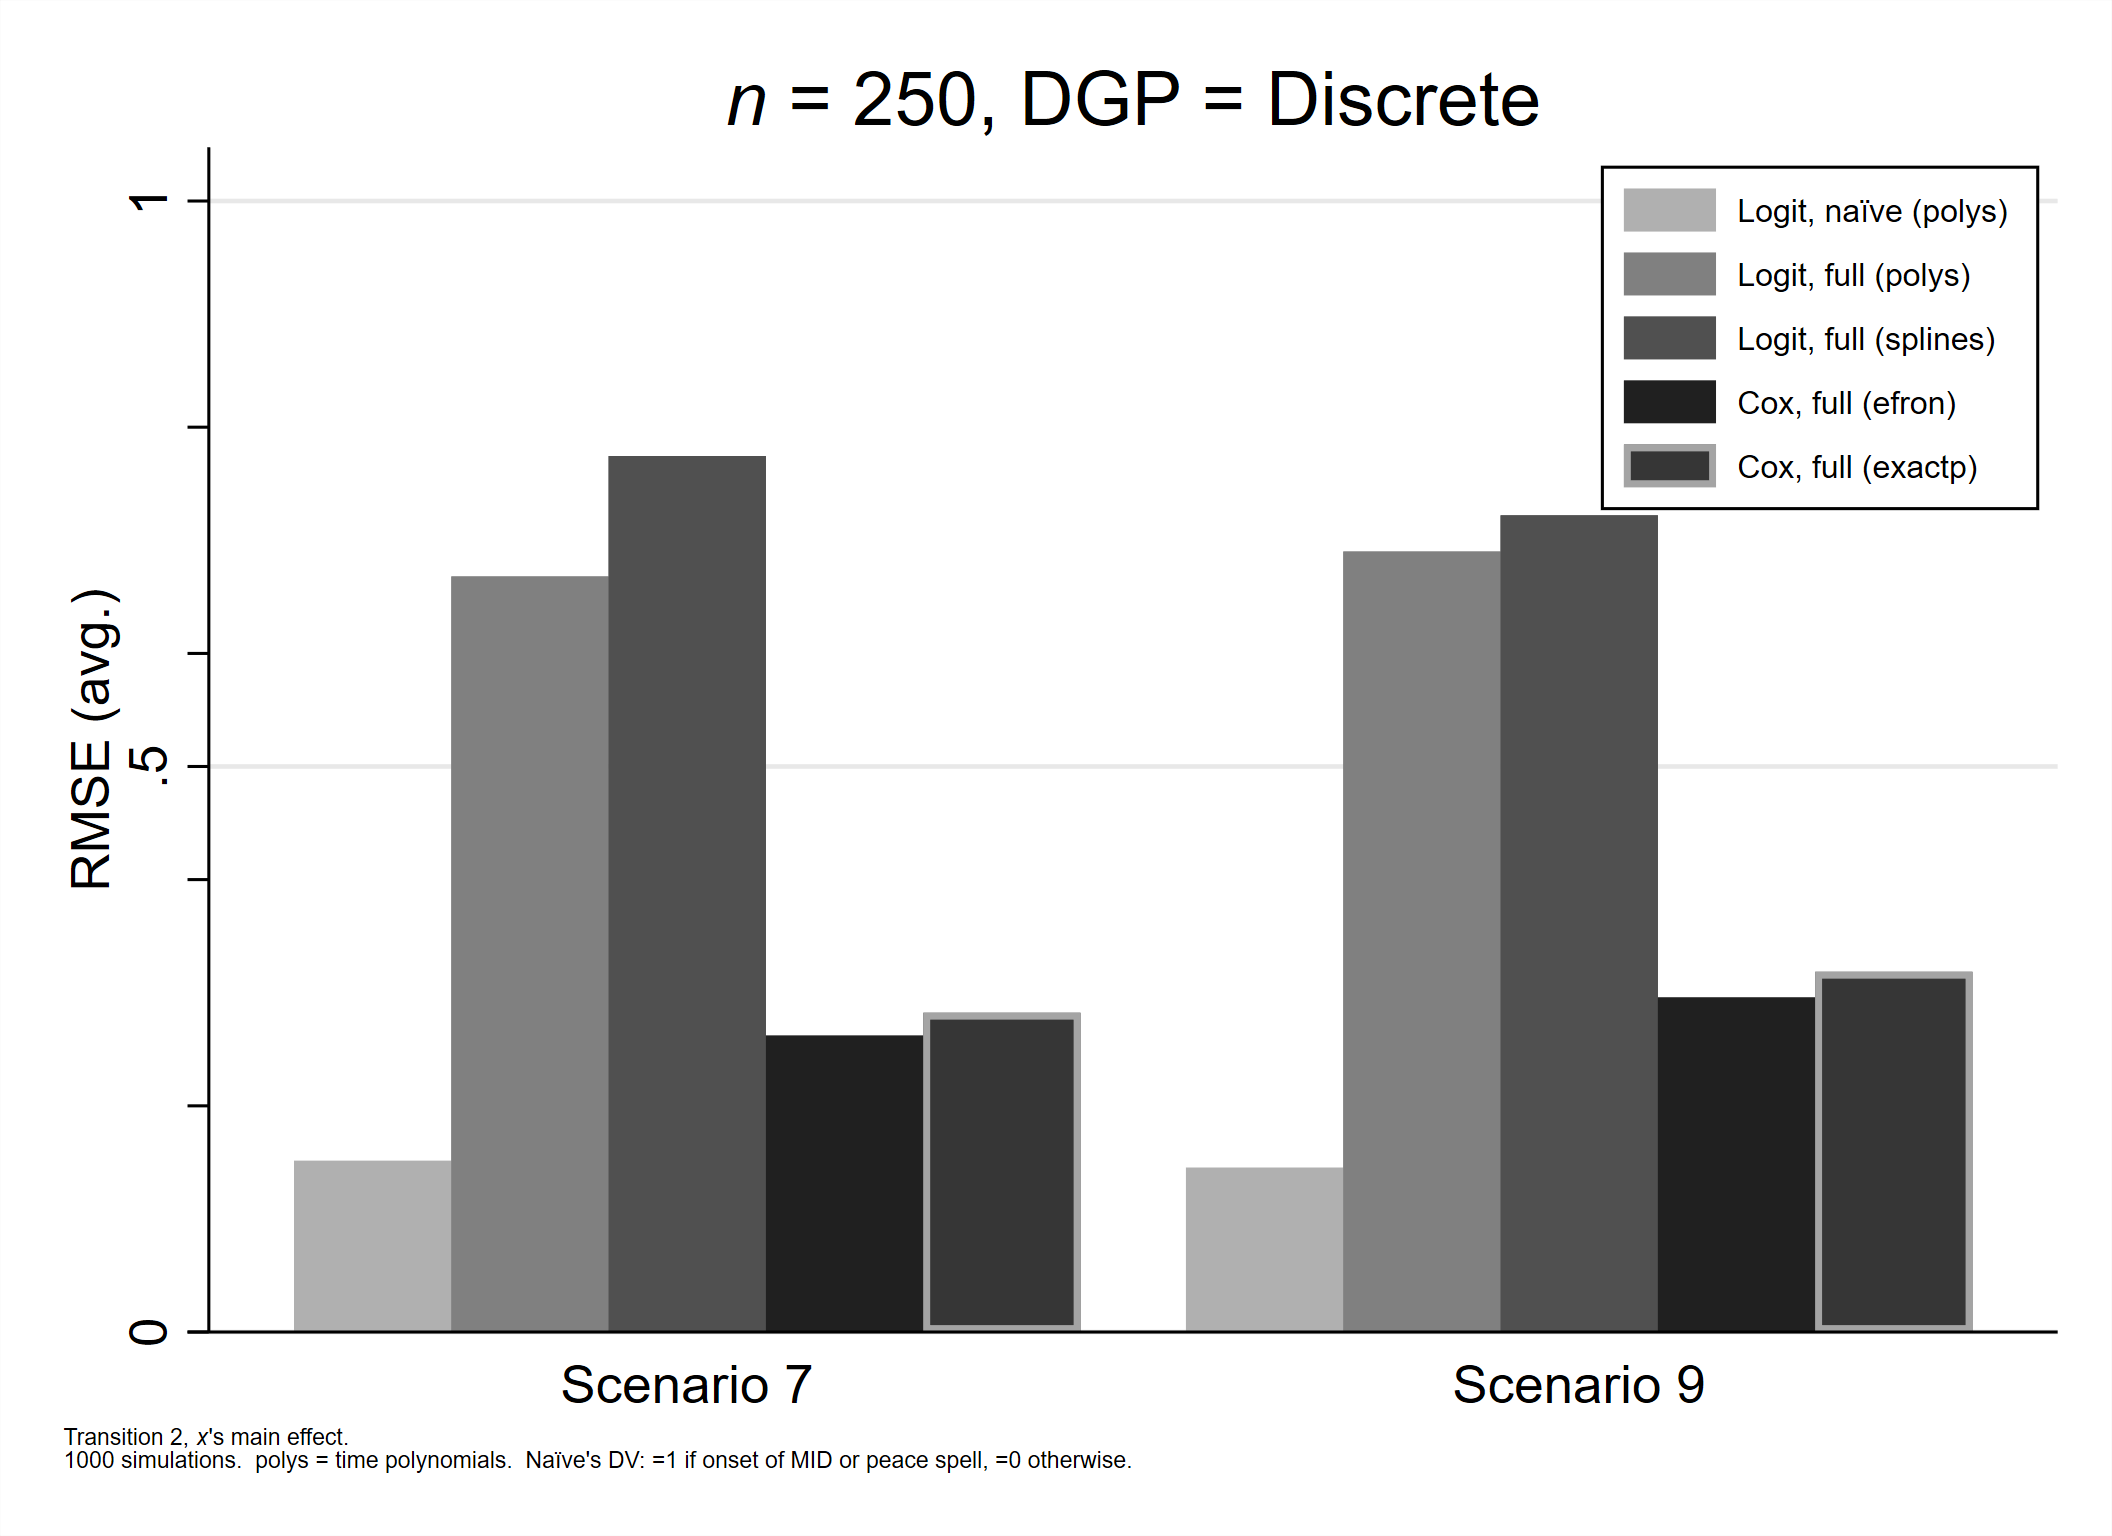 n = 250, DGP = Discrete
Logit, naïve (polys)
Logit, full (polys)
Logit, full (splines)
Cox, full (efron)
Cox, full (exactp)
RMSE (avg.)
1
.5
0
Scenario 7
Scenario 9
Transition 2, x's main effect.
1000 simulations.  polys = time polynomials.  Naïve's DV: =1 if onset of MID or peace spell, =0 otherwise.